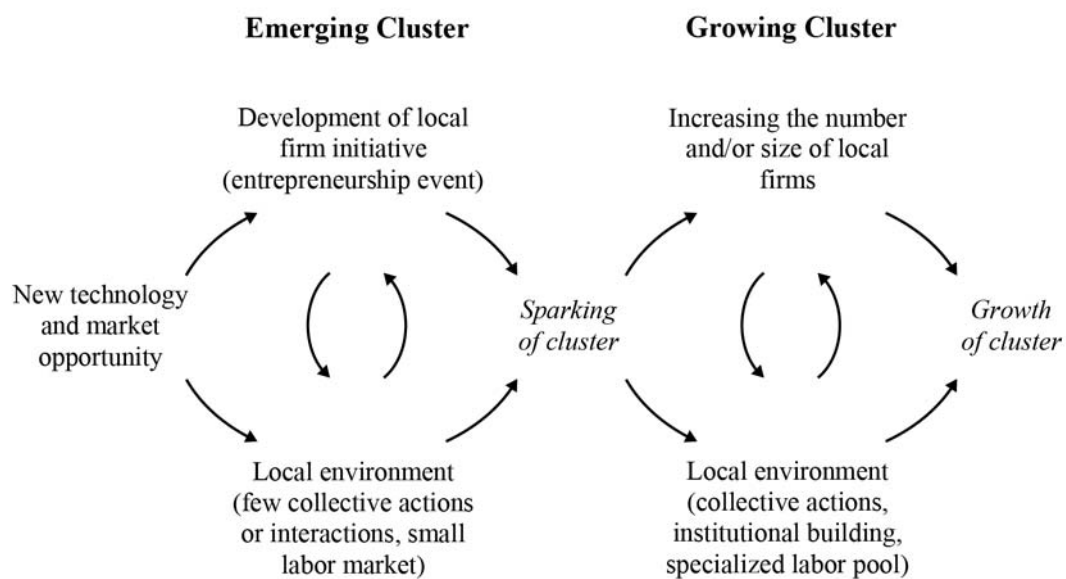 Emerging Cluster
Growing Cluster
Development of local
firm initiative
(entrepreneurship event)
Increasing the number
and/or size of local
firms
New technology
and market
opportunity
Sparking
of cluster
Growth
of cluster
Local environment
(few collective actions
or interactions, small
labor market)
Local environment
(collective actions,
institutional building,
specialized labor pool)